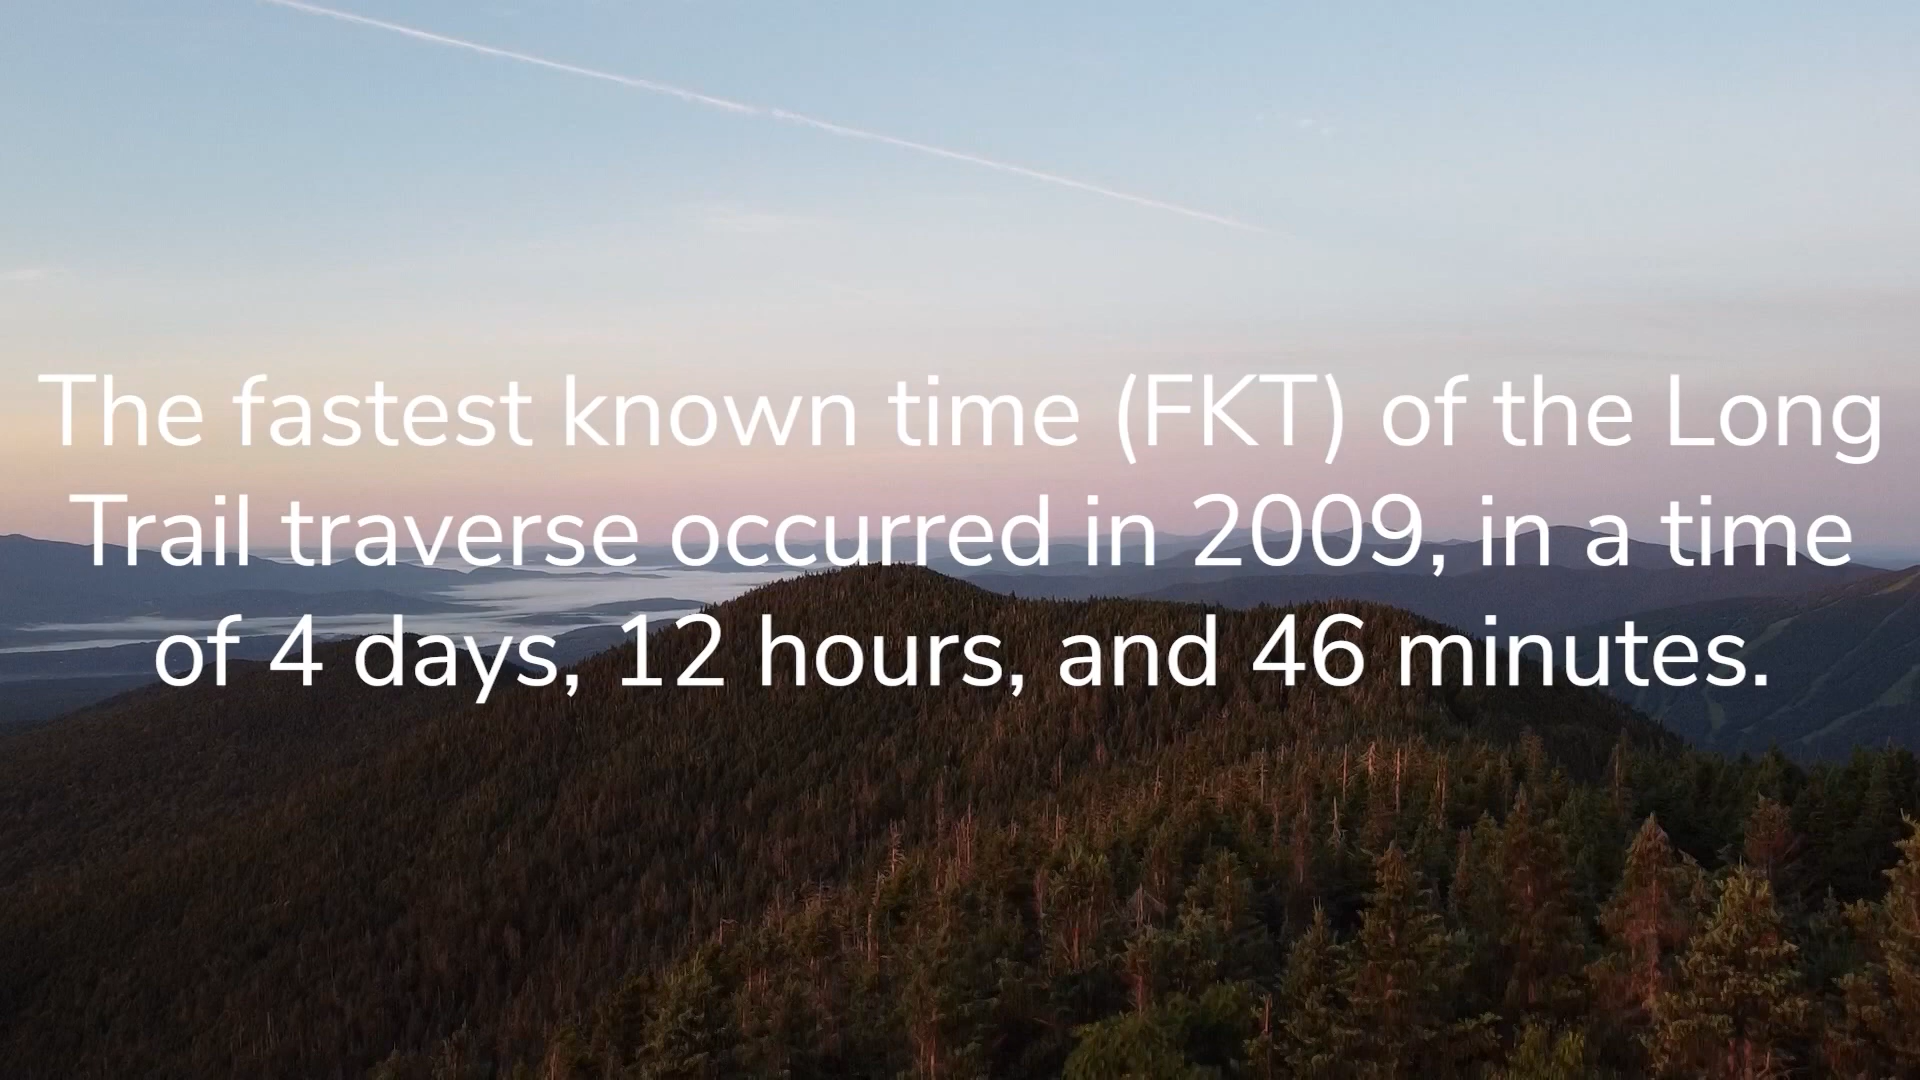 The fastest known time (FKT) of the Long
Trail traverse occurred in 2009, in a time
of 4 days, 12 hours, and 46 minutes.